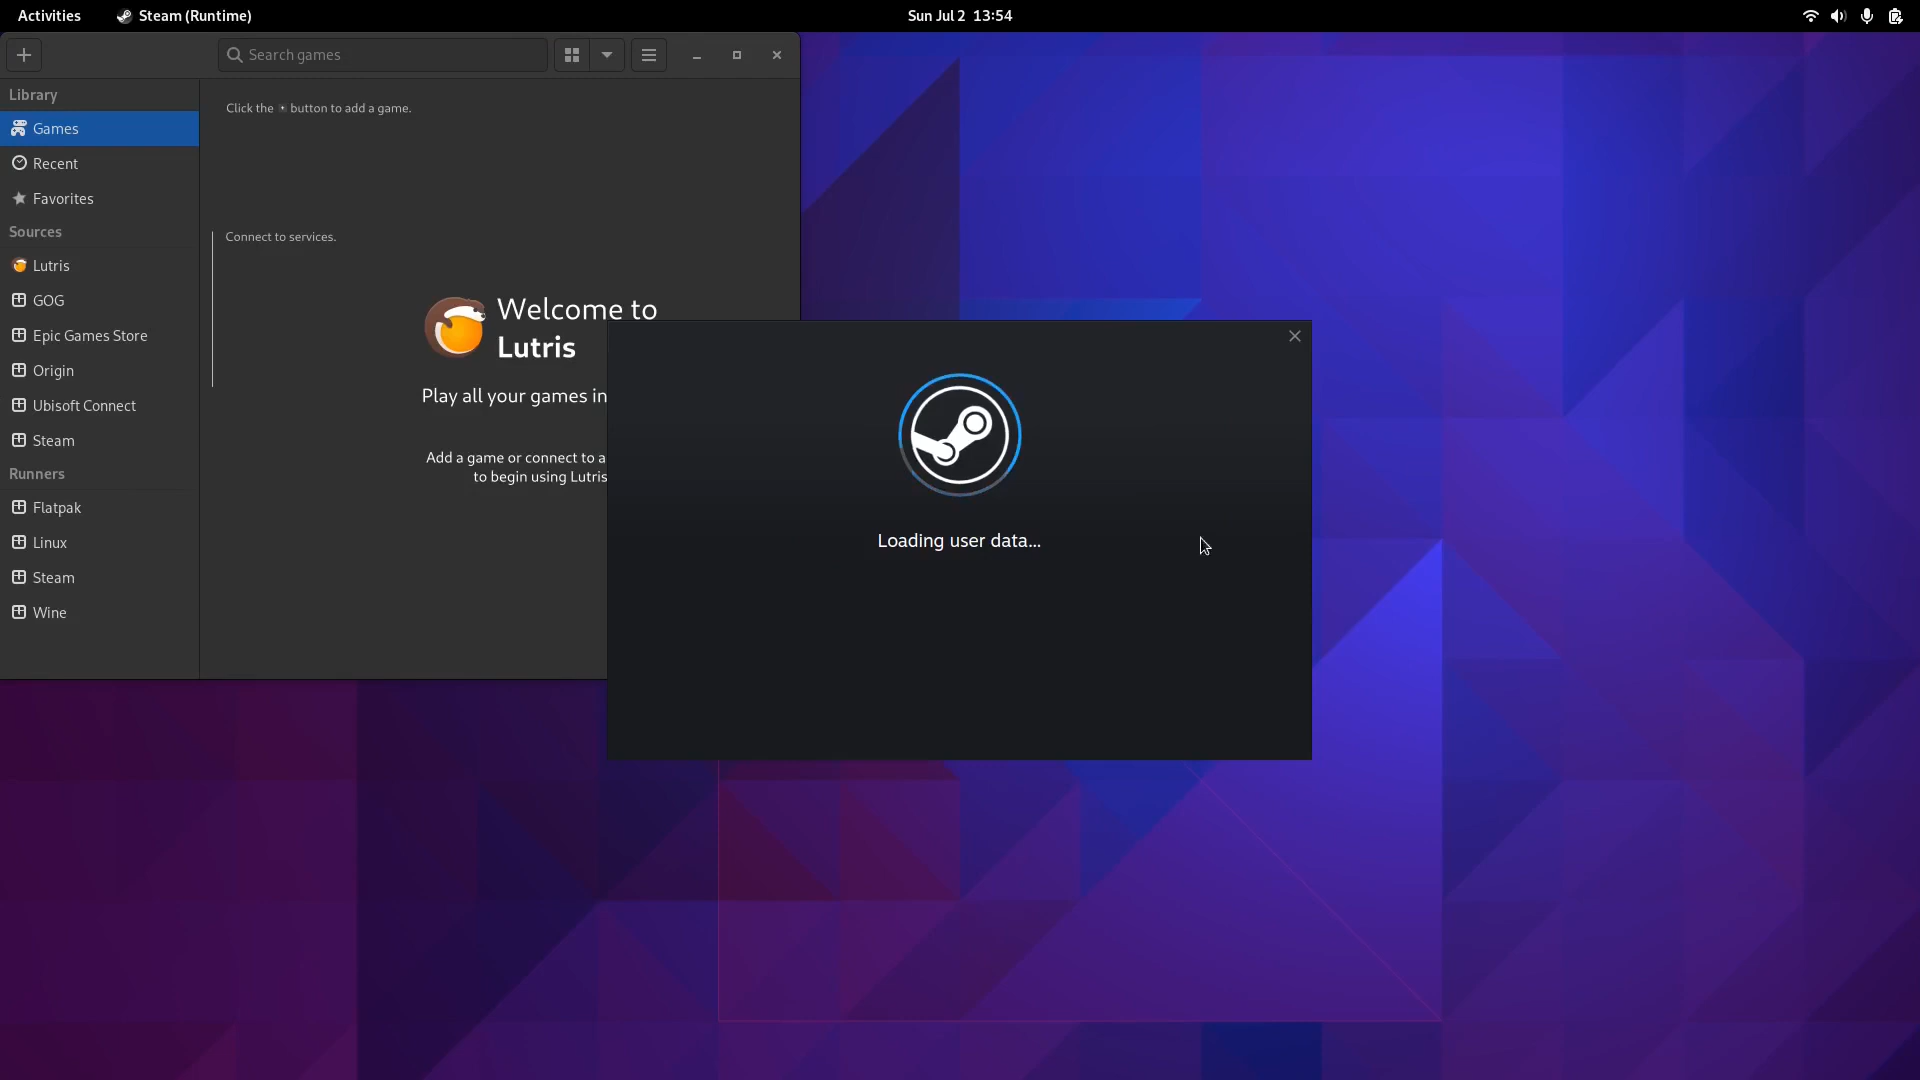 Activities
Steam (Runtime)
Sun Jul 2 13:54
Search games
Library
Games
Recent
Favorites
Sources
Lutris
GOG
Epic Games Store
Origin
Ubisoft Connect
Steam
Runners
Flatpak
Linux
Steam
Wine
Click the + button to add a game.
Connect to services.
Welcome to
Lutris
Play all your games in
Add a game or connect to a
to begin using Lutris
Loading user data...